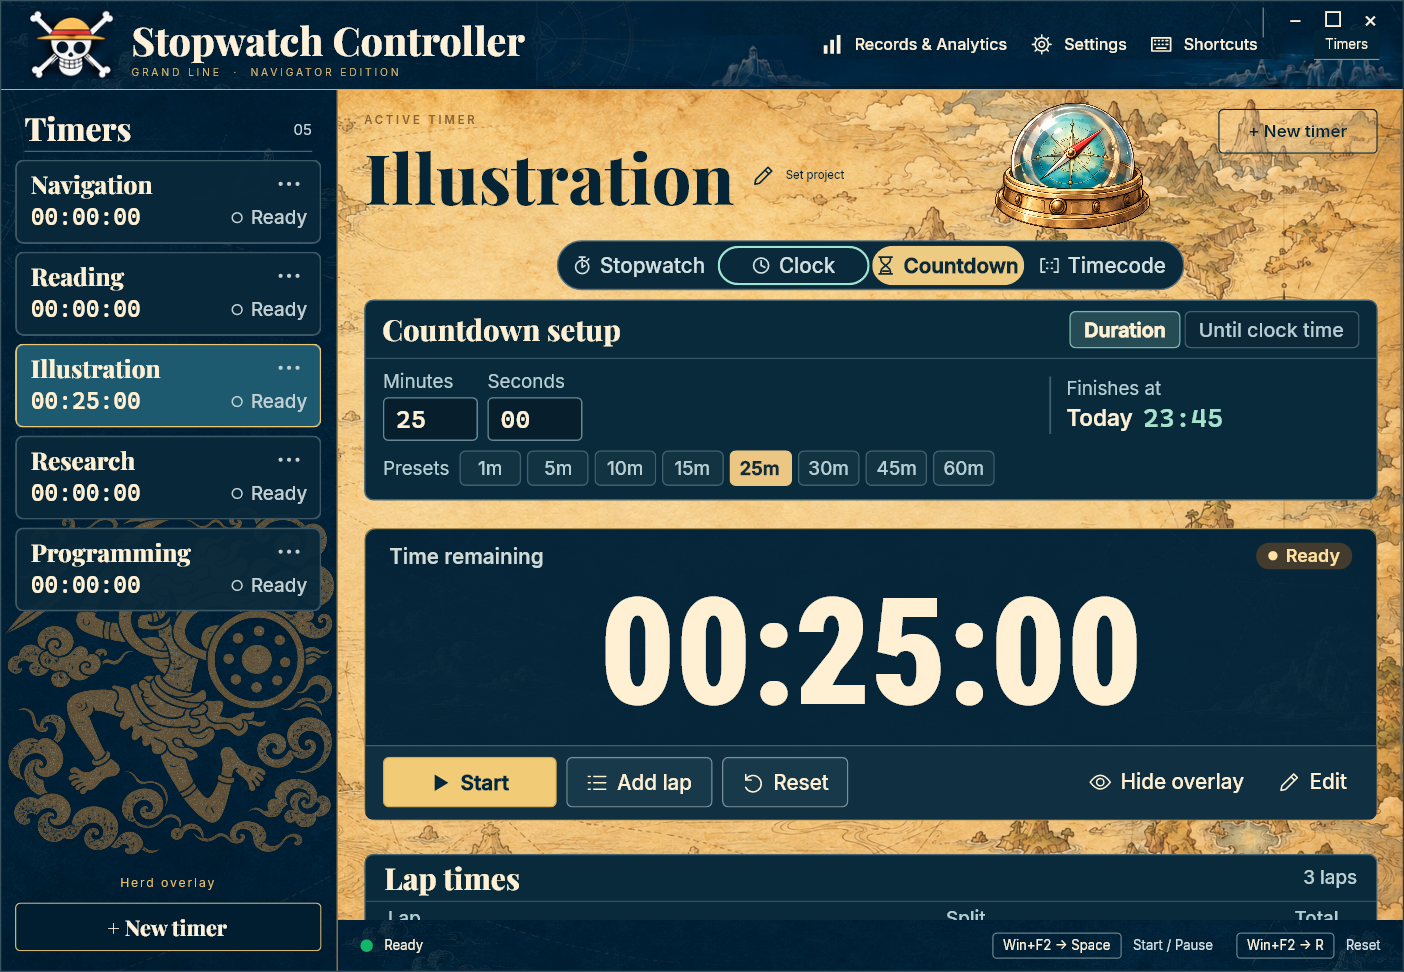 Stopwatch Controller
GRAND LINE · NAVIGATOR EDITION
Records & Analytics
Settings
Shortcuts
Timers
Timers
05
Navigation
00:00:00
Ready
Reading
00:00:00
Ready
Illustration
00:25:00
Ready
Research
00:00:00
Ready
Programming
00:00:00
Ready
Herd overlay
+ New timer
ACTIVE TIMER
Illustration
Set project
+ New timer
Stopwatch
Clock
Countdown
Timecode
Countdown setup
Duration
Until clock time
Minutes
Seconds
25
00
Finishes at
Today 23:45
Presets
1m
5m
10m
15m
25m
30m
45m
60m
Time remaining
Ready
00:25:00
Start
Add lap
Reset
Hide overlay
Edit
Lap times
3 laps
Lap
Split
Total
Ready
Win+F2 → Space
Start / Pause
Win+F2 → R
Reset